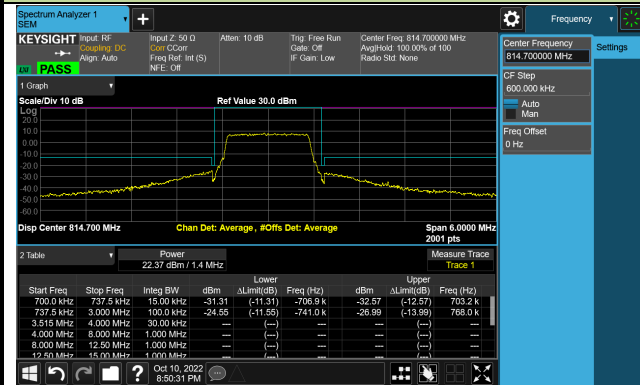 Spectrum Analyzer 1
SEM
Frequency
KEYSIGHT
Input: RF
Coupling: DC
Align: Auto
Input Z: 50 Ω
Corr CCorr
Freq Ref: Int (S)
NFE: Off
Atten: 10 dB
Trig: Free Run
Gate: Off
IF Gain: Low
Center Freq: 814.700000 MHz
Avg|Hold: 100.00% of 100
Radio Std: None
PASS
Center Frequency
814.700000 MHz
Settings
CF Step
600.000 kHz
Auto
Man
Freq Offset
0 Hz
1 Graph
Scale/Div 10 dB
Ref Value 30.0 dBm
Log
20.0
10.0
0.00
-10.0
-20.0
-30.0
-40.0
-50.0
-60.0
Disp Center 814.700 MHz
Chan Det: Average, #Offs Det: Average
Span 6.0000 MHz
2001 pts
2 Table
Power
22.37 dBm / 1.4 MHz
Measure Trace
Trace 1
Lower Upper
Start Freq Stop Freq Integ BW dBm ΔLimit(dB) Freq (Hz) dBm ΔLimit(dB) Freq (Hz)
700.0 kHz 737.5 kHz 15.00 kHz -31.31 (-11.31) -706.9 k -32.57 (-12.57) 703.2 k
737.5 kHz 3.000 MHz 100.0 kHz -24.55 (-11.55) -741.0 k -26.99 (-13.99) 768.0 k
3.515 MHz 4.000 MHz 30.00 kHz --- (---) --- --- (---) ---
4.000 MHz 8.000 MHz 1.000 MHz --- (---) --- --- (---) ---
8.000 MHz 12.50 MHz 1.000 MHz --- (---) --- --- (---) ---
12.50 MHz 15.00 MHz 1.000 MHz --- (---) --- --- (---) ---
Oct 10, 2022
8:50:31 PM